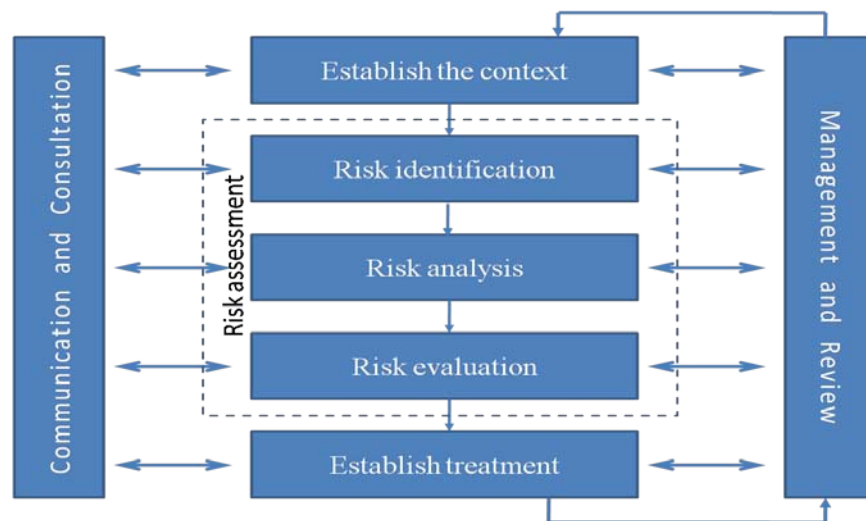 Communication and Consultation
Establish the context
Risk assessment
Risk identification
Risk analysis
Risk evaluation
Establish treatment
Management and Review